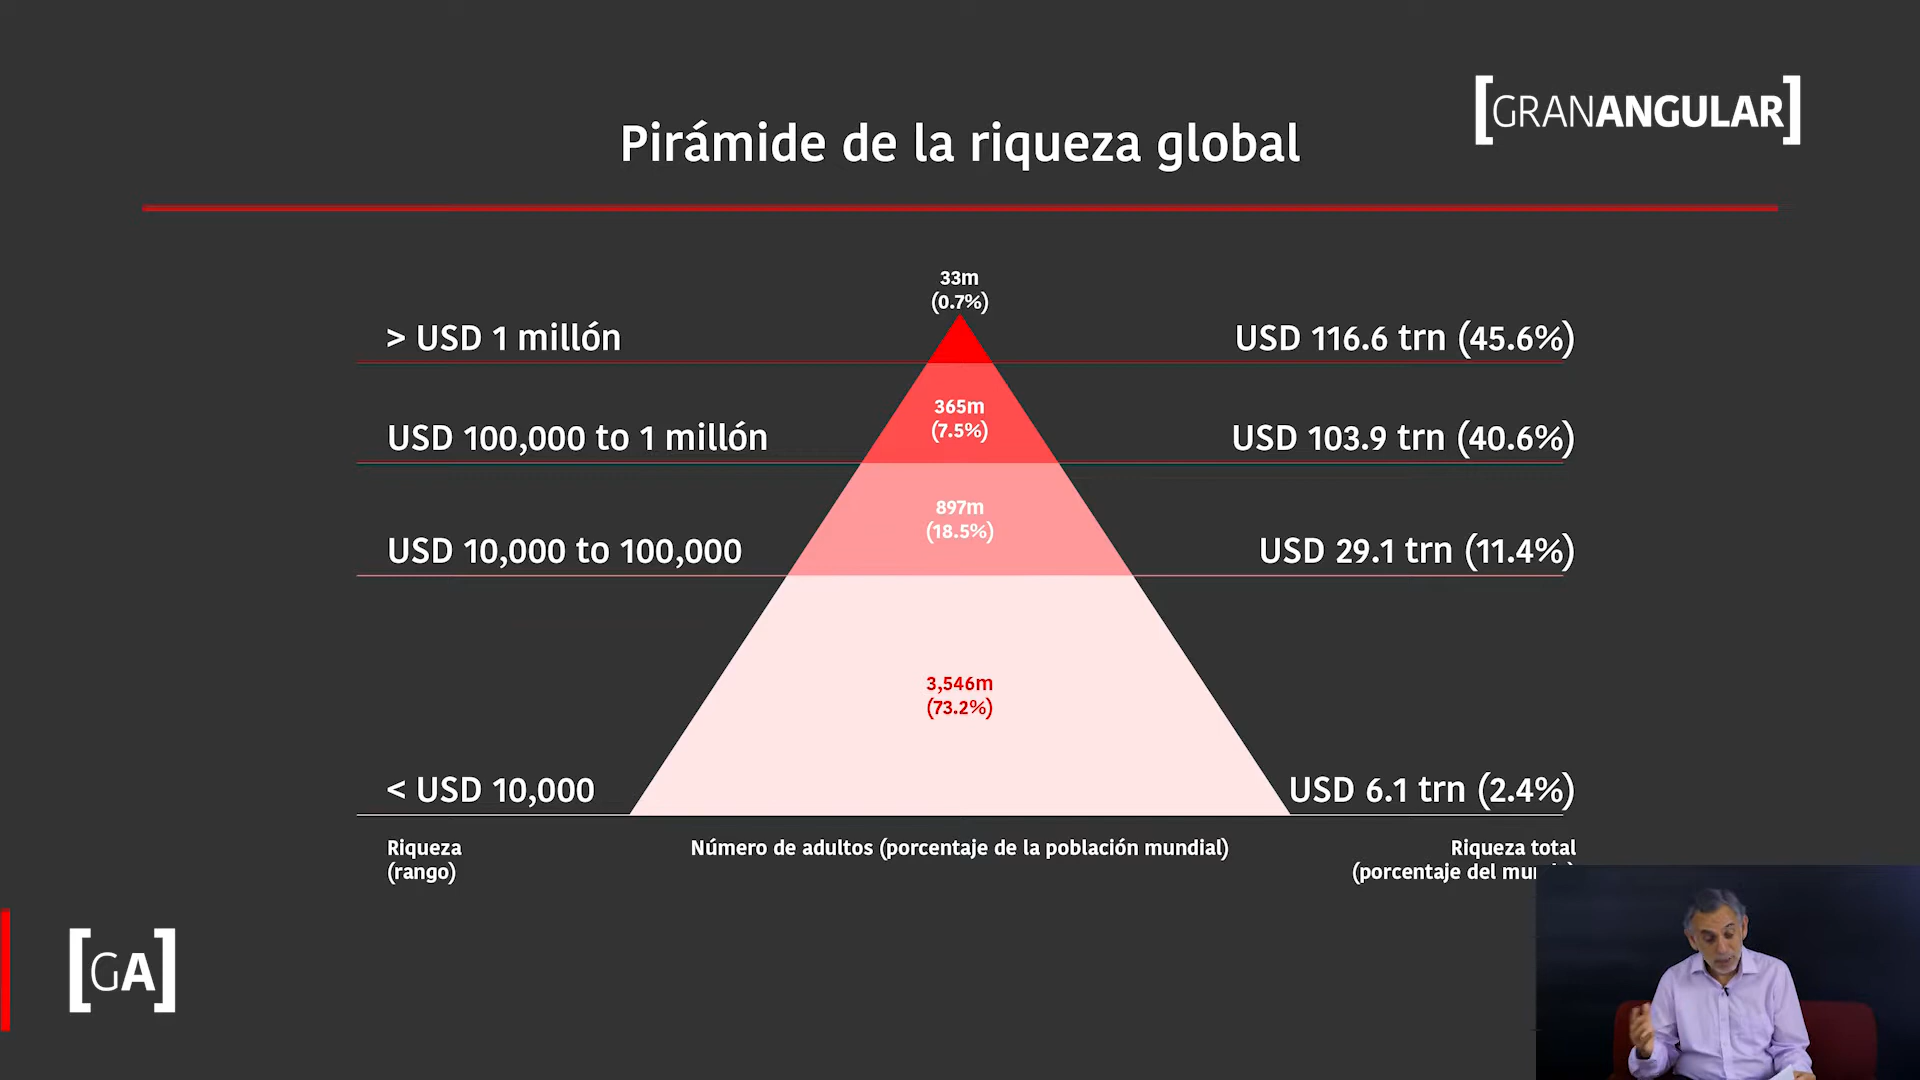 [GRANANGULAR]
Pirámide de la riqueza global
33m
(0.7%)
> USD 1 millón
USD 116.6 trn (45.6%)
365m
(7.5%)
USD 100,000 to 1 millón
USD 103.9 trn (40.6%)
897m
(18.5%)
USD 10,000 to 100,000
USD 29.1 trn (11.4%)
3,546m
(73.2%)
< USD 10,000
USD 6.1 trn (2.4%)
Riqueza
(rango)
Número de adultos (porcentaje de la población mundial)
Riqueza total
(porcentaje del
[GA]